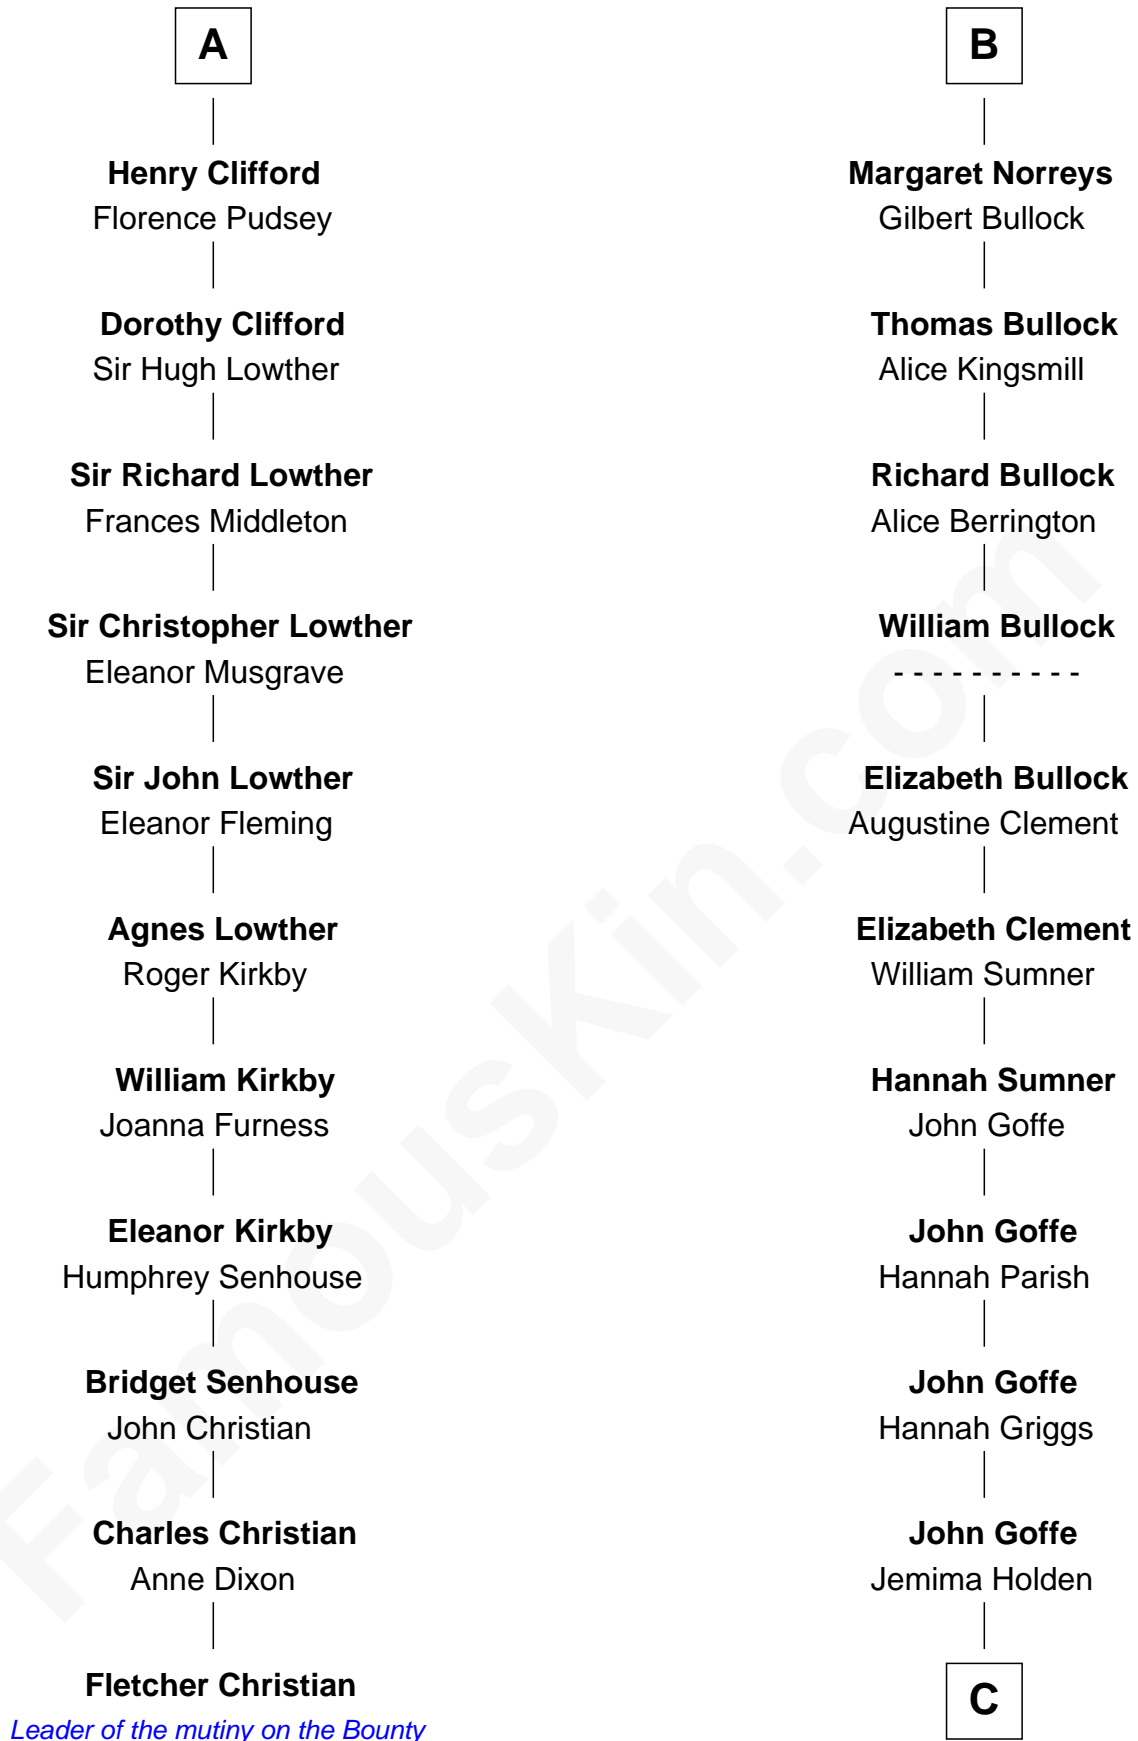 A
Henry Clifford
Florence Pudsey
Dorothy Clifford
Sir Hugh Lowther
Sir Richard Lowther
Frances Middleton
Sir Christopher Lowther
Eleanor Musgrave
Sir John Lowther
Eleanor Fleming
Agnes Lowther
Roger Kirkby
William Kirkby
Joanna Furness
Eleanor Kirkby
Humphrey Senhouse
Bridget Senhouse
John Christian
Charles Christian
Anne Dixon
Fletcher Christian
Leader of the mutiny on the Bounty
B
Margaret Norreys
Gilbert Bullock
Thomas Bullock
Alice Kingsmill
Richard Bullock
Alice Berrington
William Bullock
- - - - - - - - - -
Elizabeth Bullock
Augustine Clement
Elizabeth Clement
William Sumner
Hannah Sumner
John Goffe
John Goffe
Hannah Parish
John Goffe
Hannah Griggs
John Goffe
Jemima Holden
C
FamousKin.com